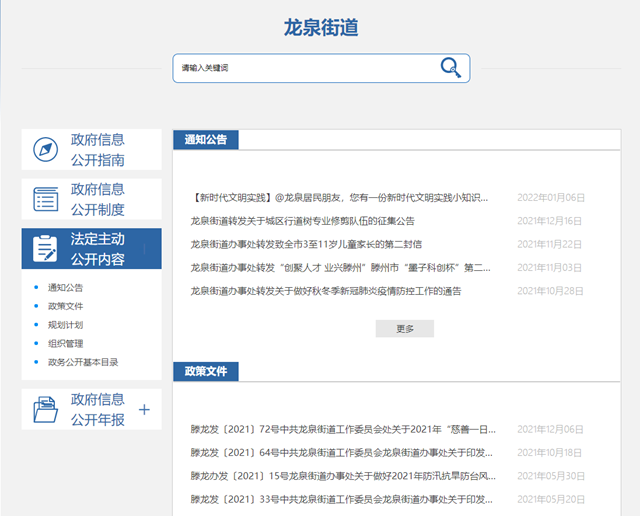 龙泉街道
请输入关键词
政府信息
公开指南
政府信息
公开制度
法定主动
公开内容
通知公告
政策文件
规划计划
组织管理
政务公开基本目录
政府信息
公开年报
通知公告
【新时代文明实践】@龙泉居民朋友，您有一份新时代文明实践小知识... 2022年01月06日
龙泉街道转发关于城区行道树专业修剪队伍的征集公告 2021年12月16日
龙泉街道办事处转发致全市3至11岁儿童家长的第二封信 2021年11月22日
龙泉街道办事处转发“创聚人才 业兴滕州”滕州市“墨子科创杯”第二... 2021年11月03日
龙泉街道办事处转发关于做好秋冬季新冠肺炎疫情防控工作的通告 2021年10月28日
更多
政策文件
滕龙发〔2021〕72号中共龙泉街道工作委员会处关于2021年“慈善一日... 2021年12月06日
滕龙发〔2021〕64号中共龙泉街道工作委员会龙泉街道办事处关于印发... 2021年10月18日
滕龙办发〔2021〕15号龙泉街道办事处关于做好2021年防汛抗旱防台风... 2021年05月30日
滕龙发〔2021〕33号中共龙泉街道工作委员会龙泉街道办事处关于印发... 2021年05月20日